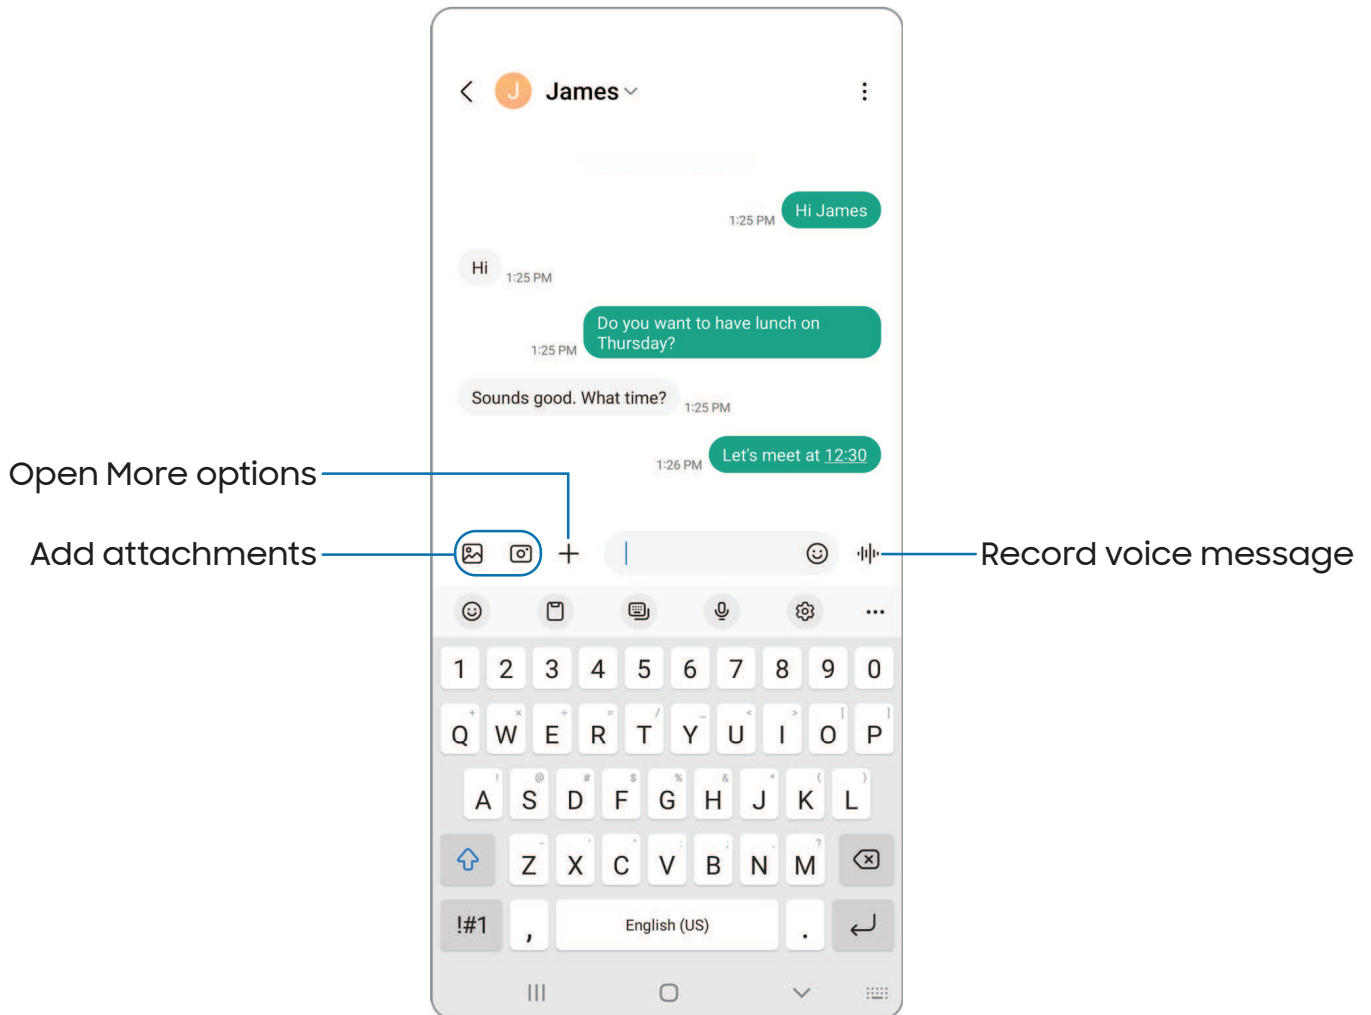 J James
Hi James
1:25 PM
Hi
1:25 PM
Do you want to have lunch on
Thursday?
1:25 PM
Sounds good. What time?
1:25 PM
Let's meet at 12:30
1:26 PM
Open More options
Add attachments
Record voice message
1 2 3 4 5 6 7 8 9 0
+ × ÷ = / _ < > [ ]
Q W E R T Y U I O P
! @ # $ % & * ( )
A S D F G H J K L
- ' " : ; , ?
Z X C V B N M
!#1 , English (US) .